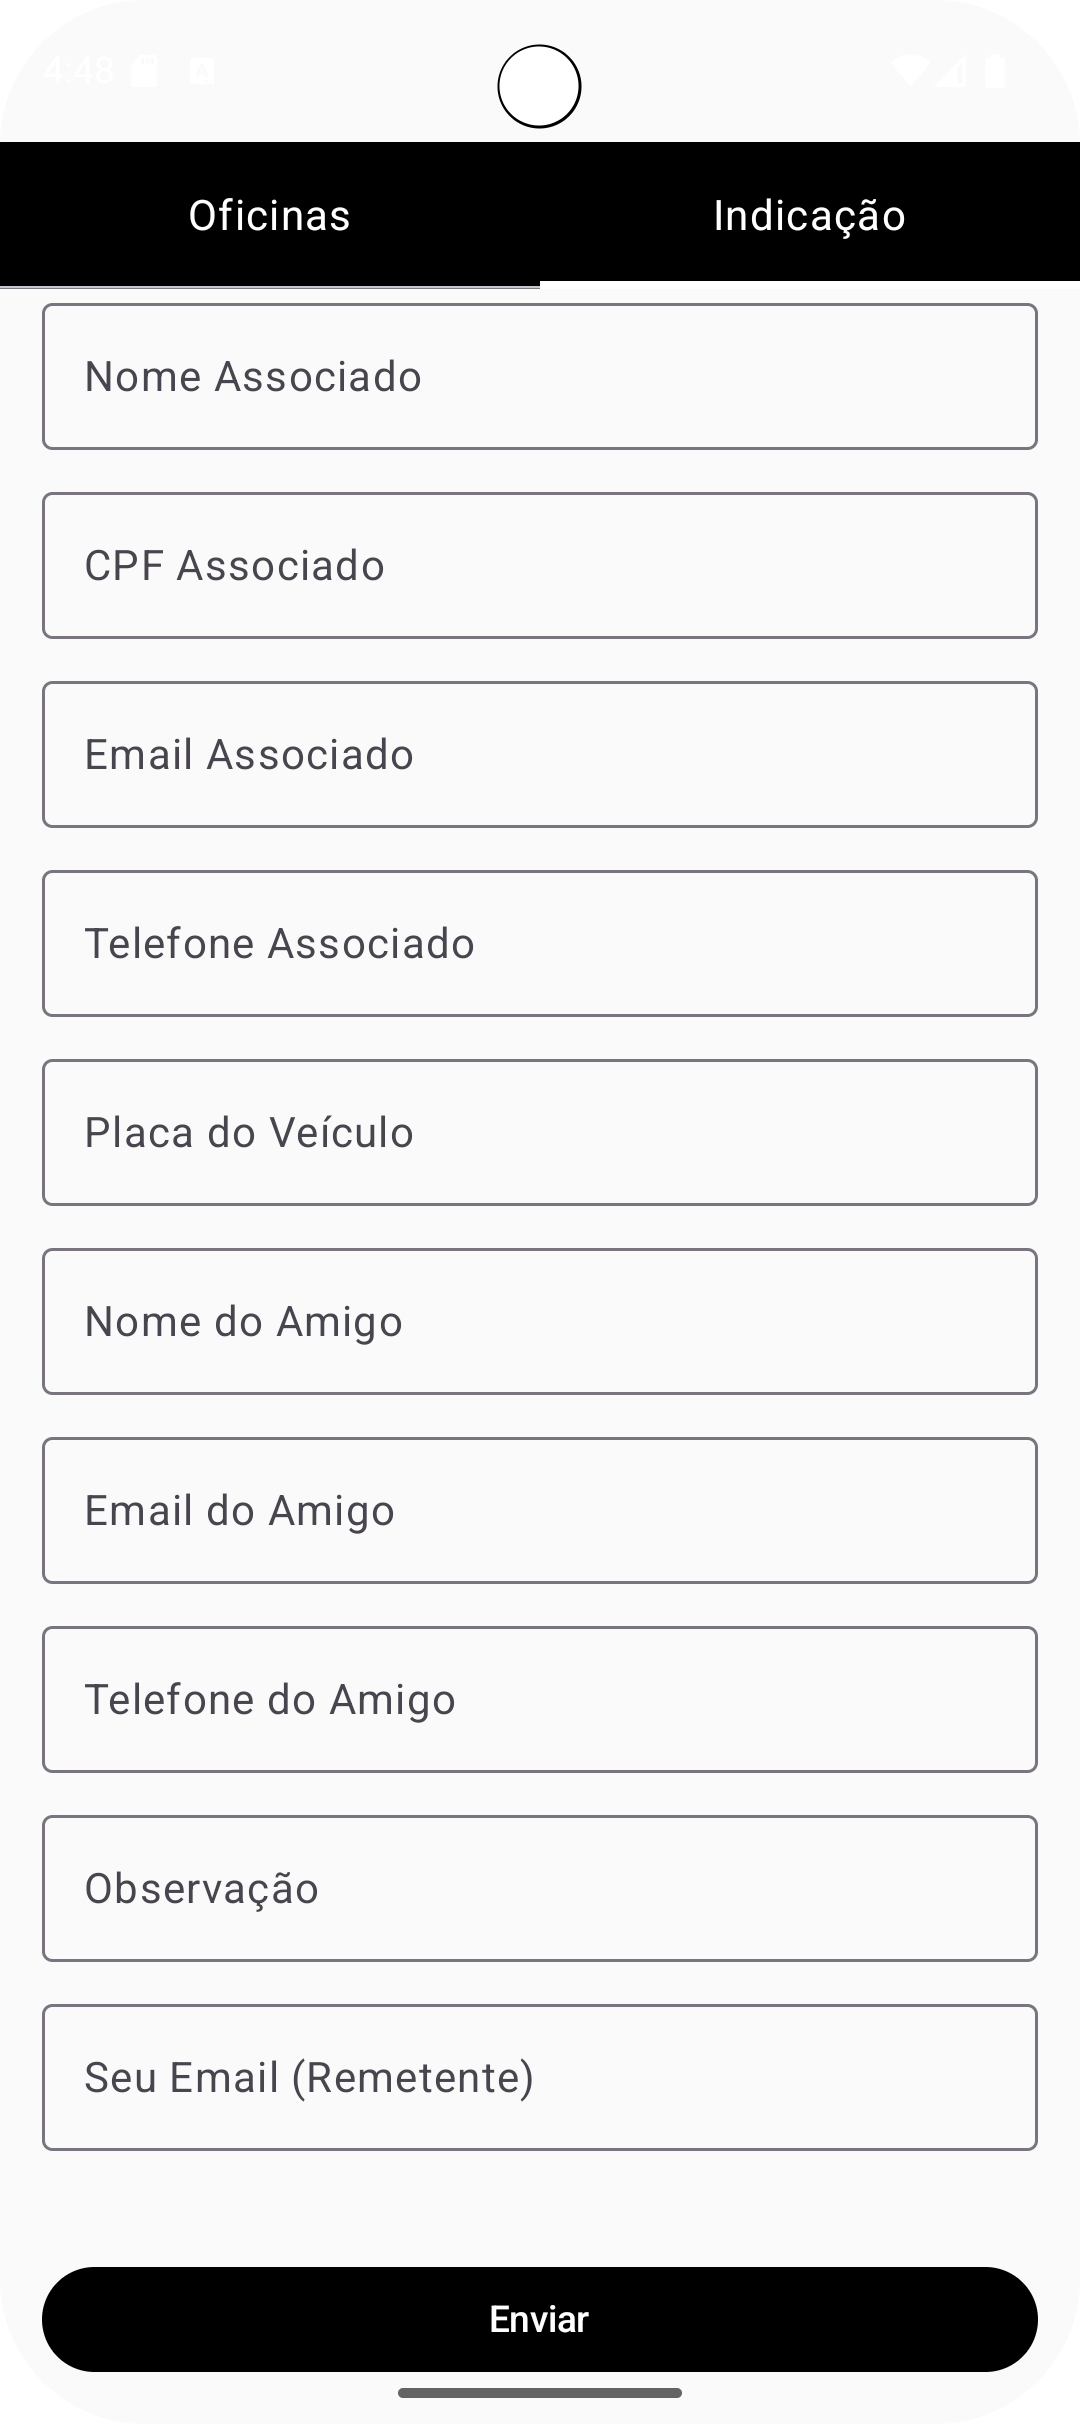 4:48
Oficinas
Indicação
Nome Associado
CPF Associado
Email Associado
Telefone Associado
Placa do Veículo
Nome do Amigo
Email do Amigo
Telefone do Amigo
Observação
Seu Email (Remetente)
Enviar